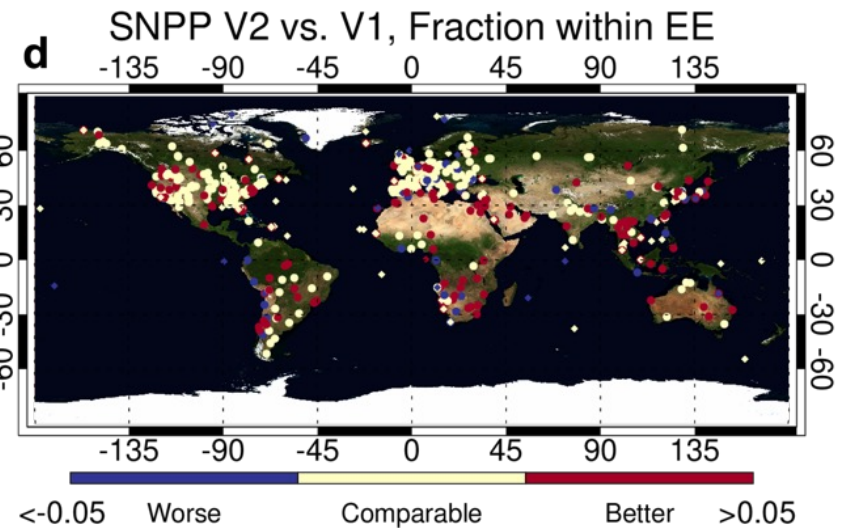 SNPP V2 vs. V1, Fraction within EE
d
-135 -90 -45 0 45 90 135
60 60
30 30
0 0
-30 -30
-60 -60
-135 -90 -45 0 45 90 135
<-0.05 Worse Comparable Better >0.05